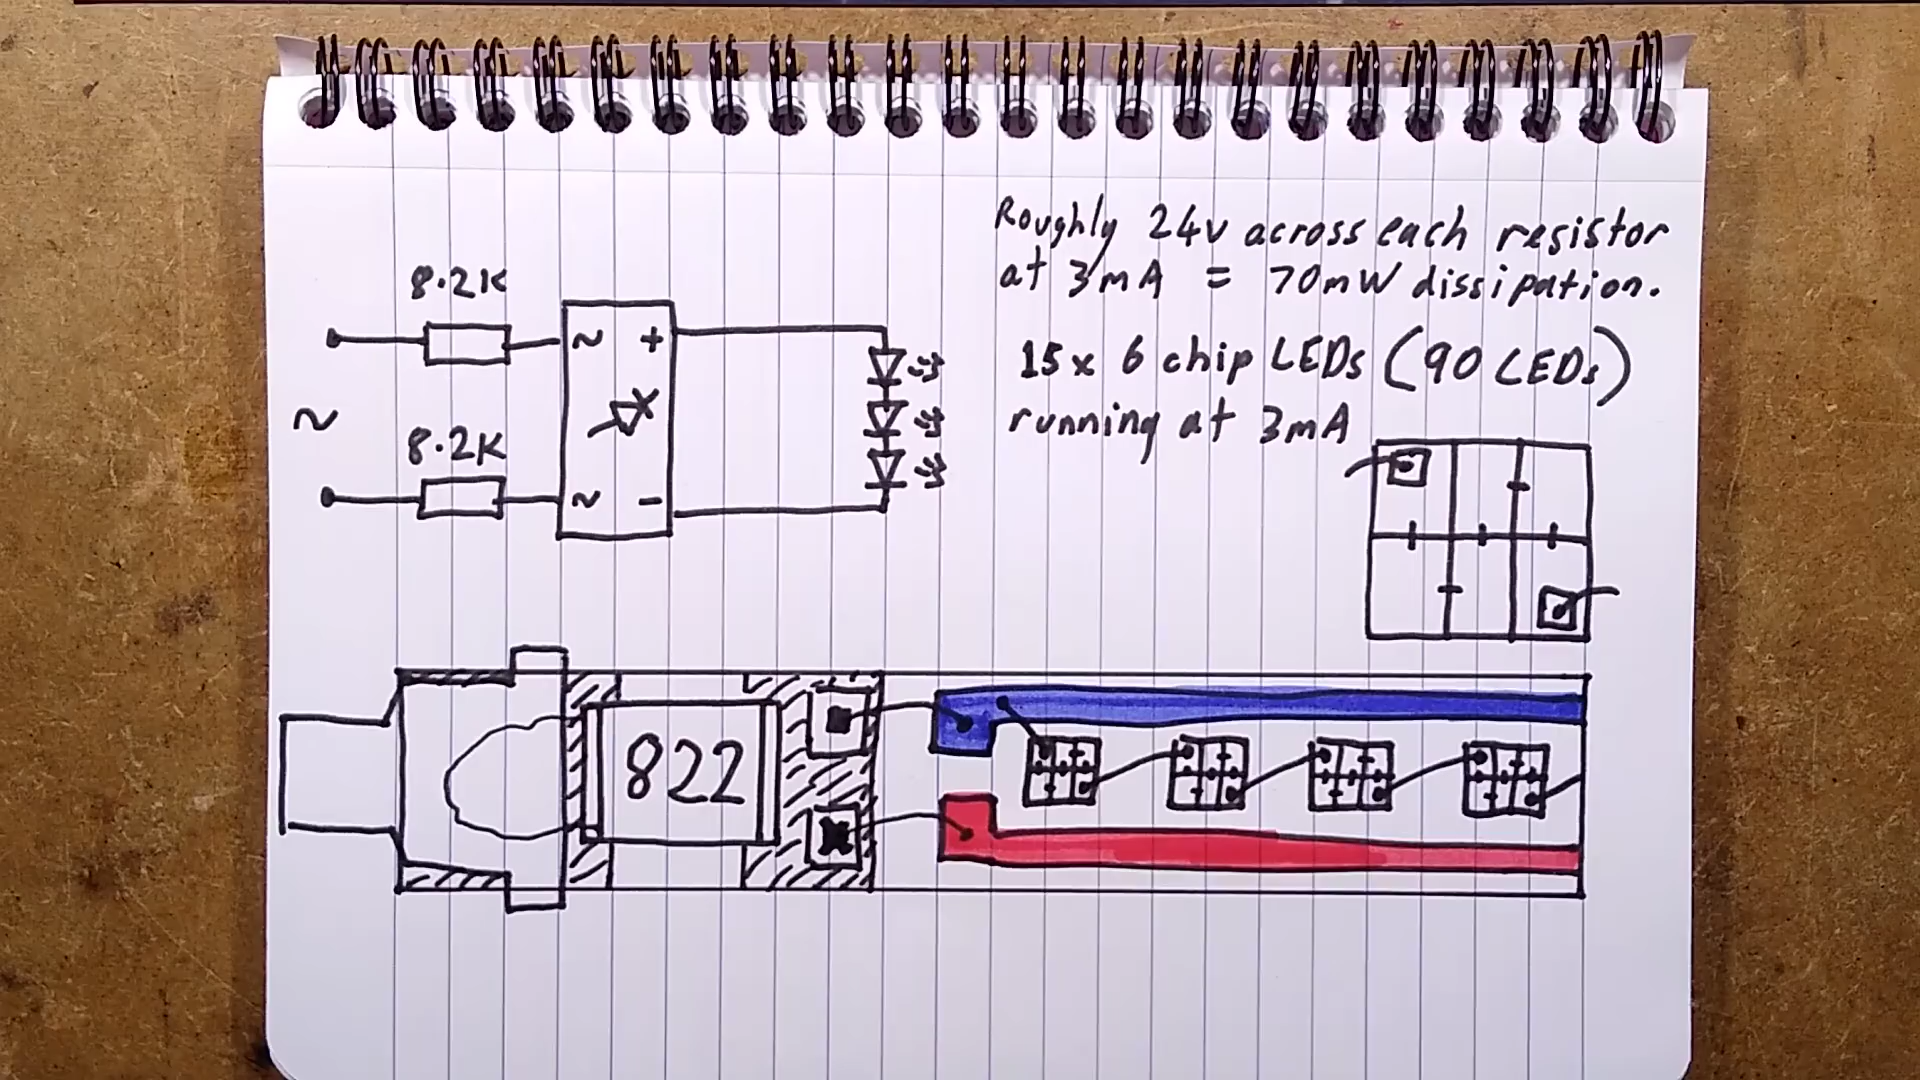 Roughly 24v across each resistor
at 3mA = 70mW dissipation.
15x 6 chip LEDs (90 LEDs)
running at 3mA
8.2K
~ +
~
8.2K
~ -
822